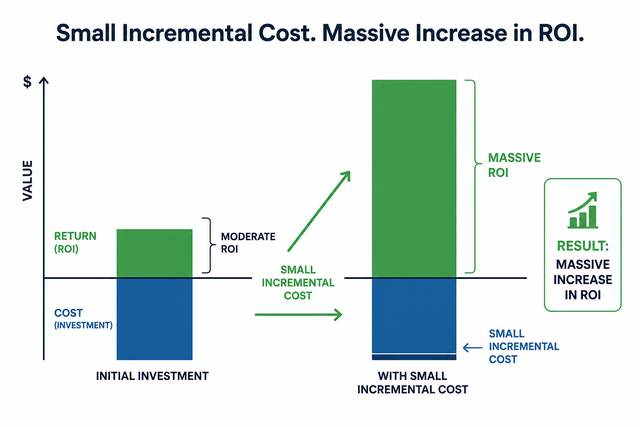 Small Incremental Cost. Massive Increase in ROI.
$
VALUE
RETURN
(ROI)
MODERATE
ROI
COST
(INVESTMENT)
INITIAL INVESTMENT
SMALL
INCREMENTAL
COST
MASSIVE
ROI
SMALL
INCREMENTAL
COST
WITH SMALL
INCREMENTAL COST
RESULT:
MASSIVE
INCREASE
IN ROI